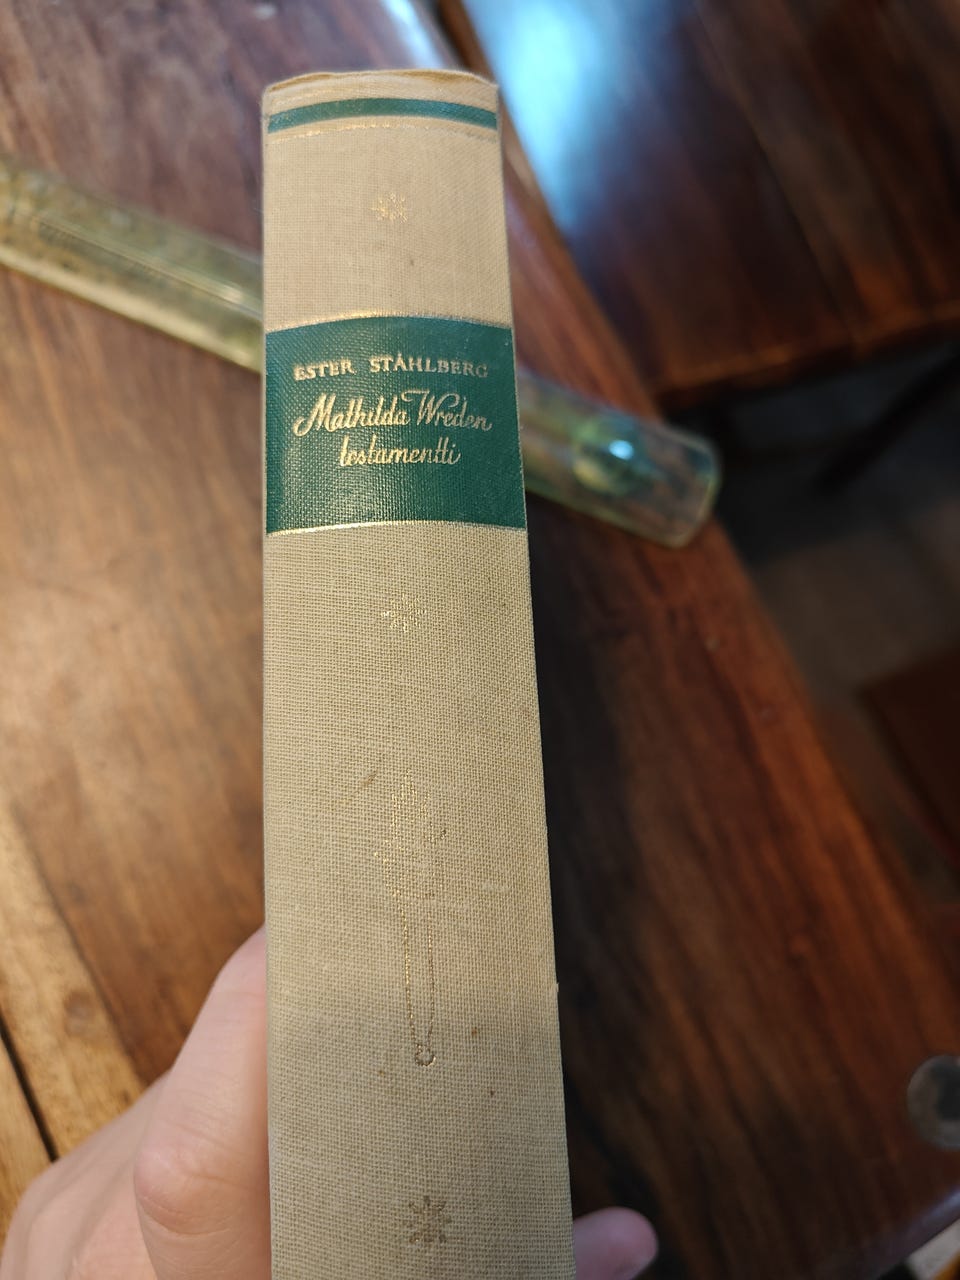 ESTER STÅHLBERG
Mathilda Wreden
testamentti